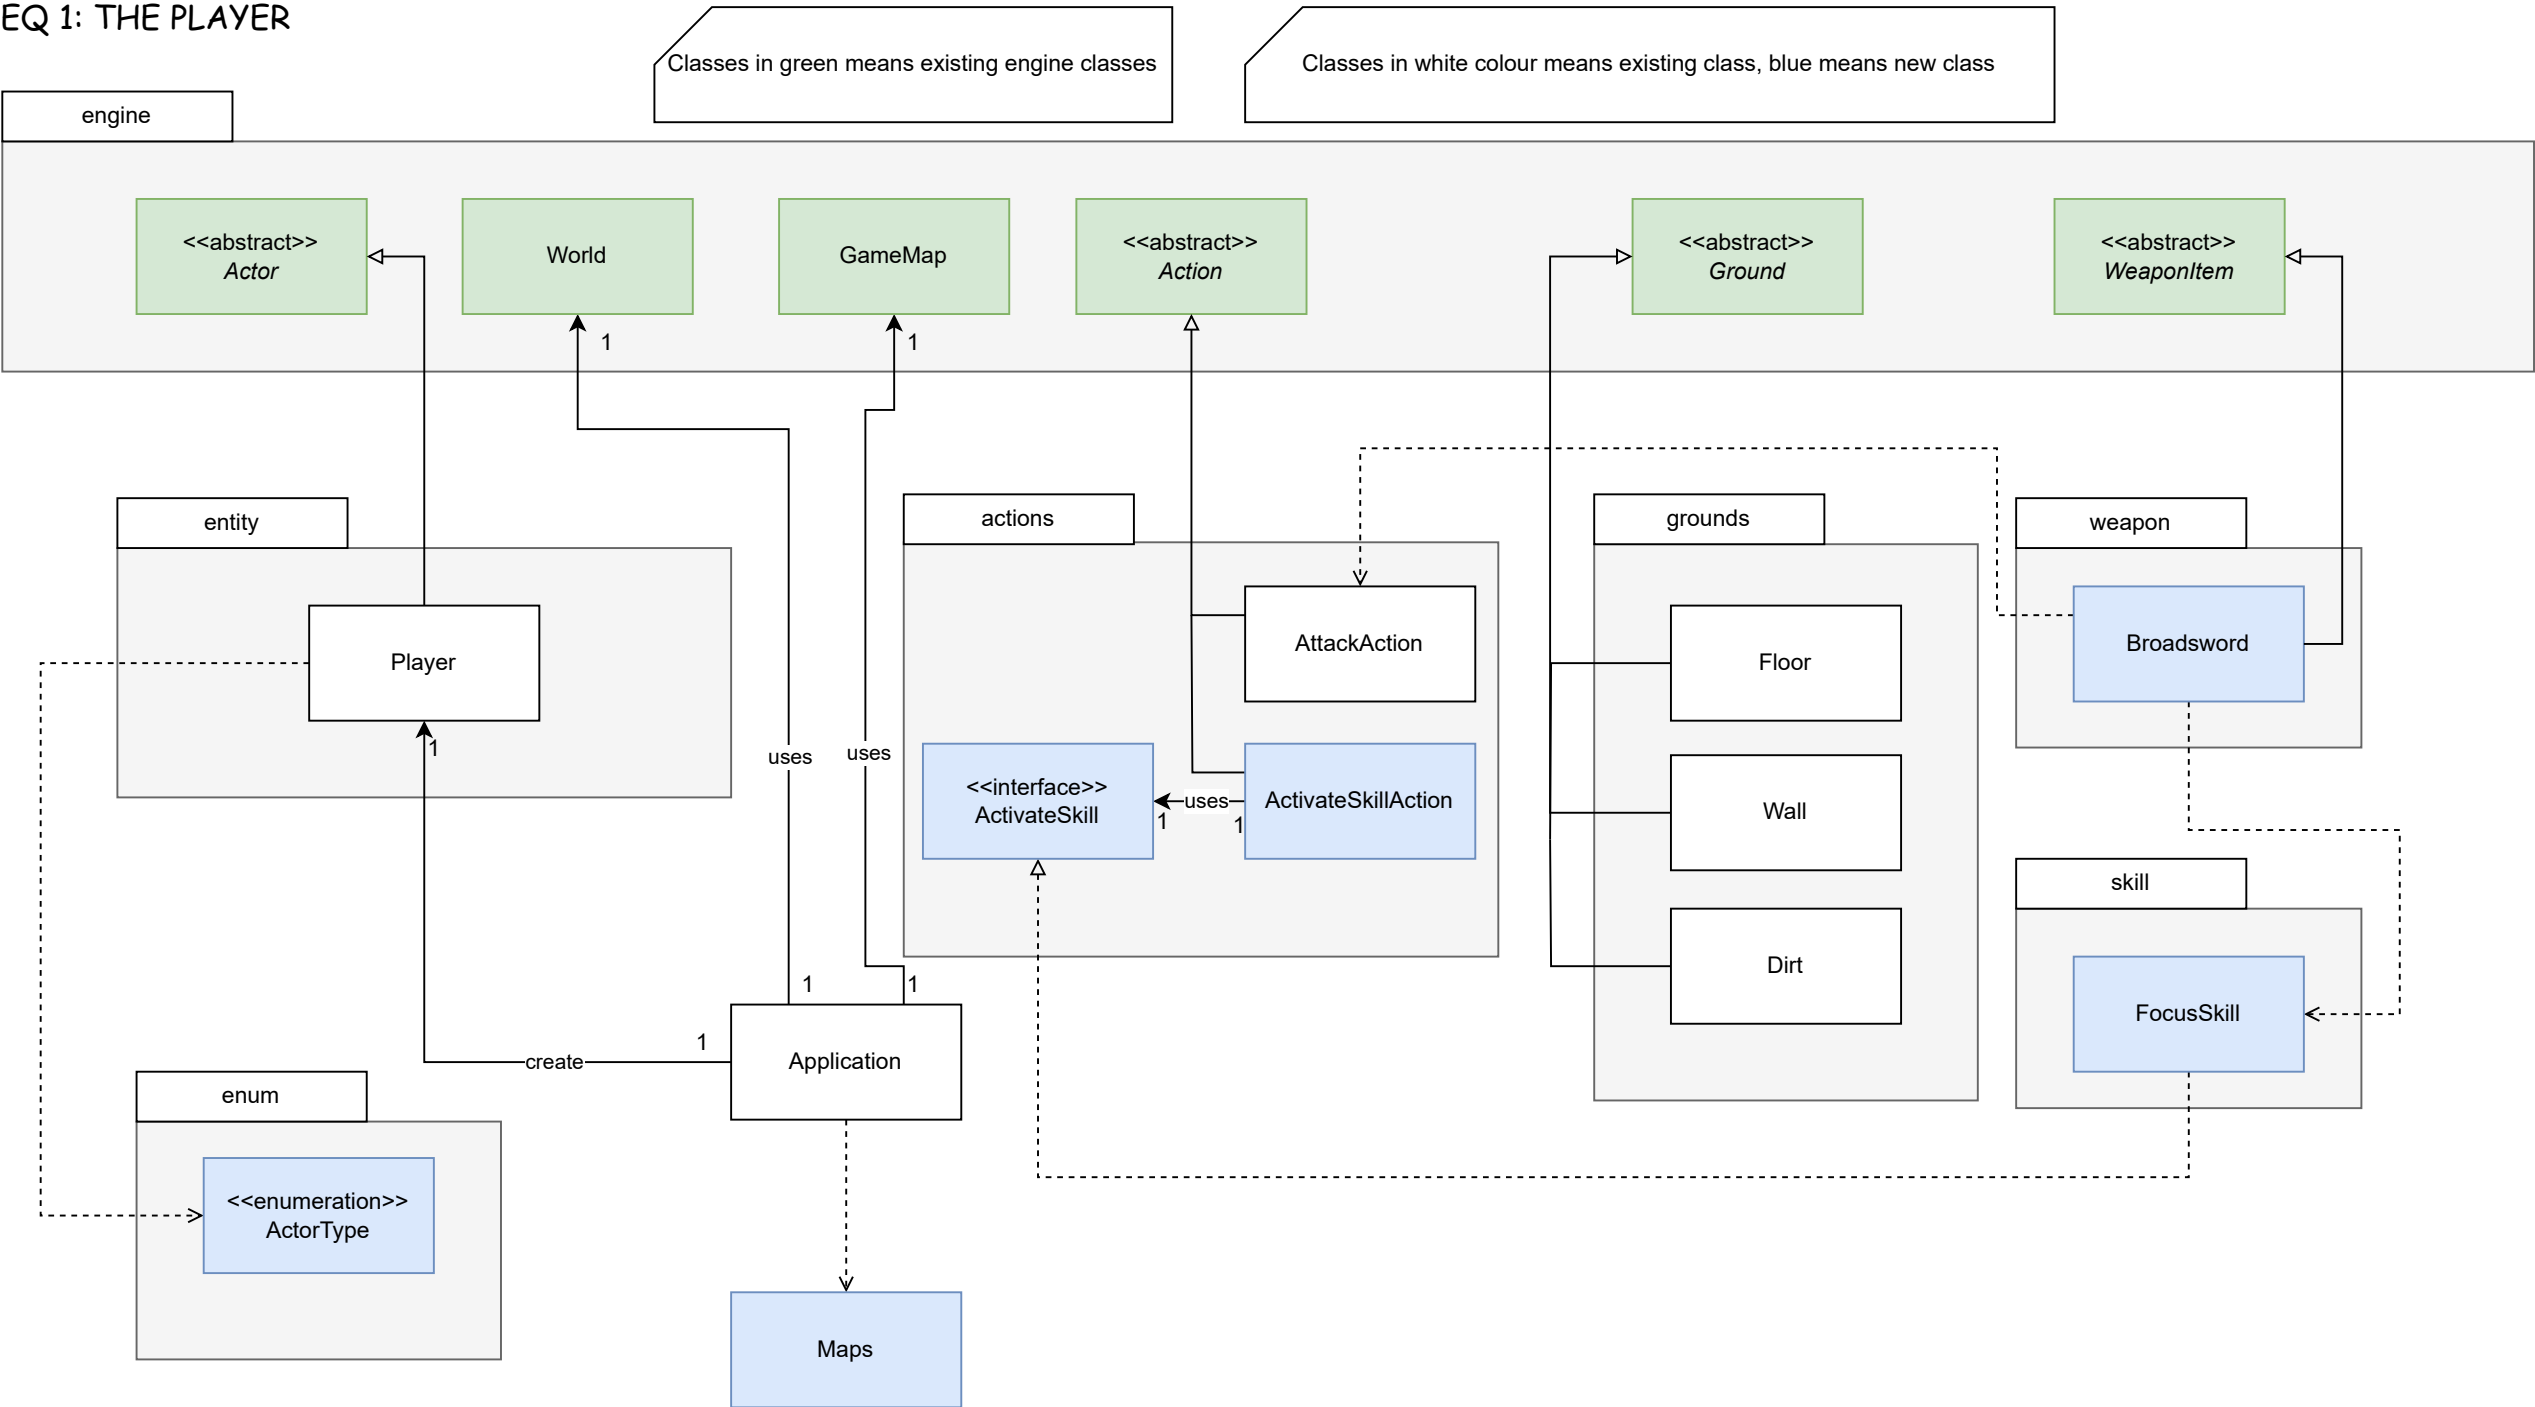 EQ 1: THE PLAYER
Classes in green means existing engine classes
Classes in white colour means existing class, blue means new class
engine
<<abstract>>
Actor
World
GameMap
<<abstract>>
Action
<<abstract>>
Ground
<<abstract>>
WeaponItem
1
1
entity
actions
grounds
weapon
Player
AttackAction
Floor
Broadsword
1
uses
uses
<<interface>>
ActivateSkill
uses
1
1
ActivateSkillAction
Wall
skill
Dirt
FocusSkill
1
1
1
create
Application
enum
<<enumeration>>
ActorType
Maps